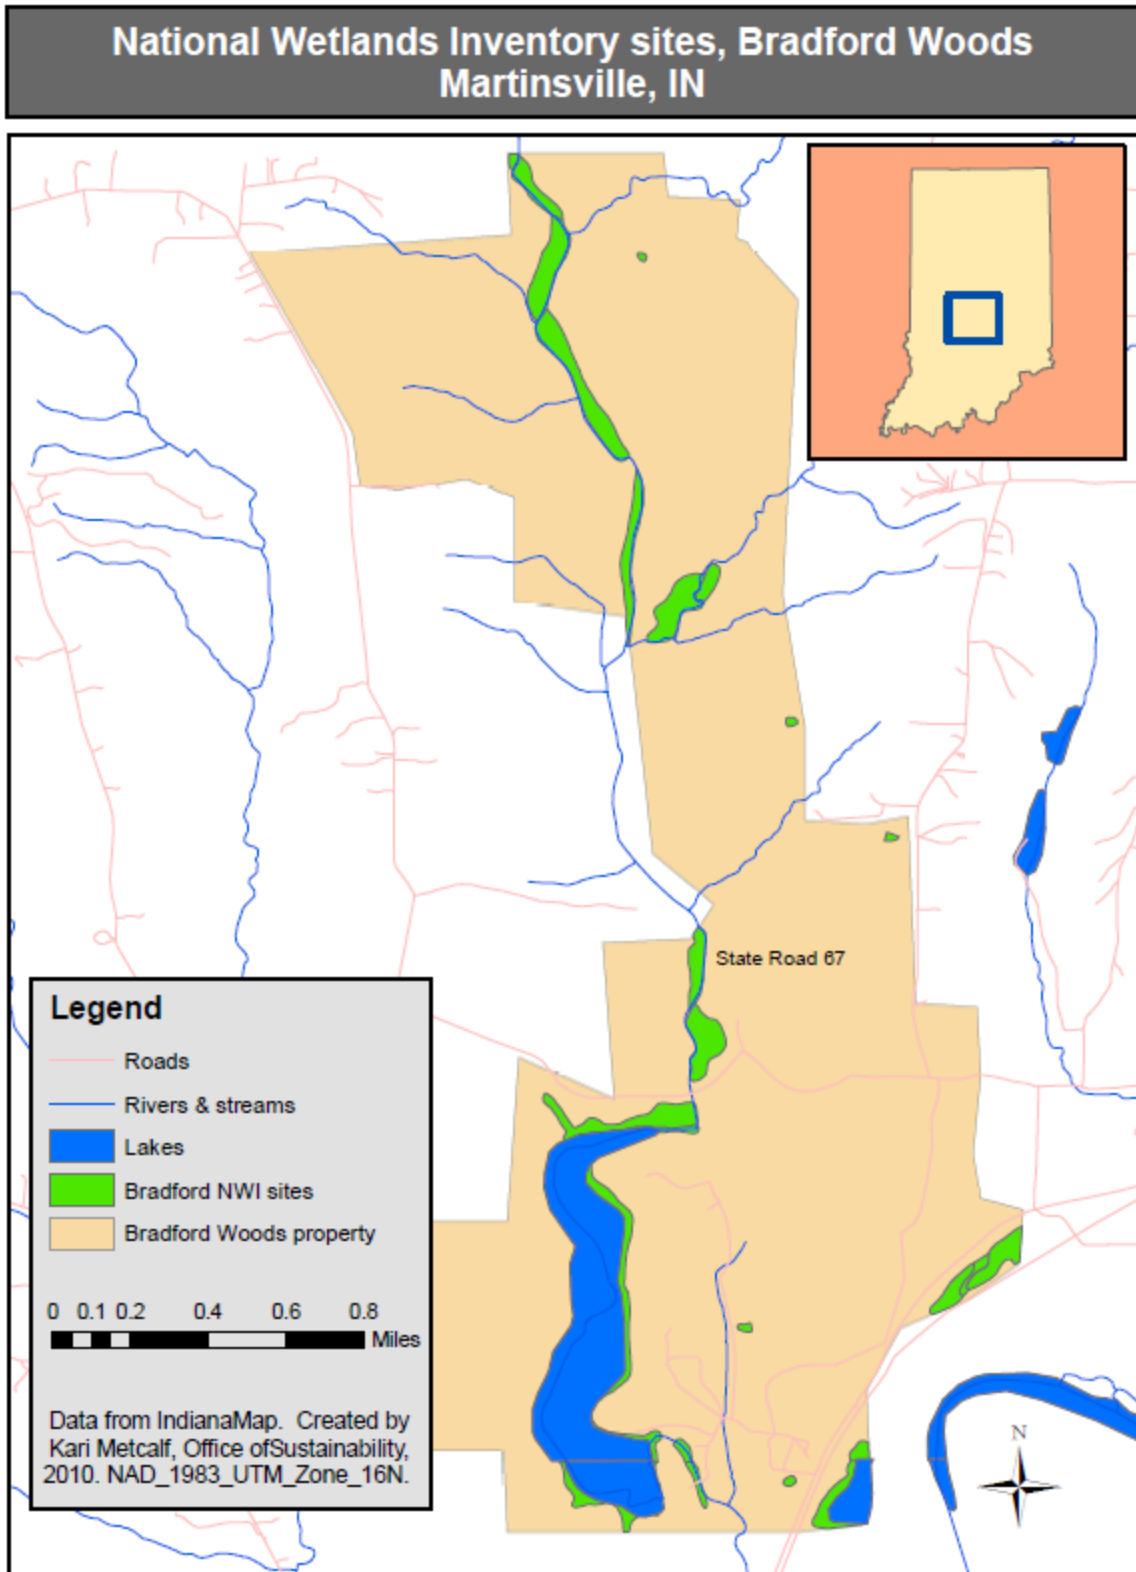 National Wetlands Inventory sites, Bradford Woods
Martinsville, IN
State Road 67
Legend
Roads
Rivers & streams
Lakes
Bradford NWI sites
Bradford Woods property
0 0.1 0.2 0.4 0.6 0.8
Miles
Data from IndianaMap. Created by
Kari Metcalf, Office ofSustainability,
2010. NAD_1983_UTM_Zone_16N.
N